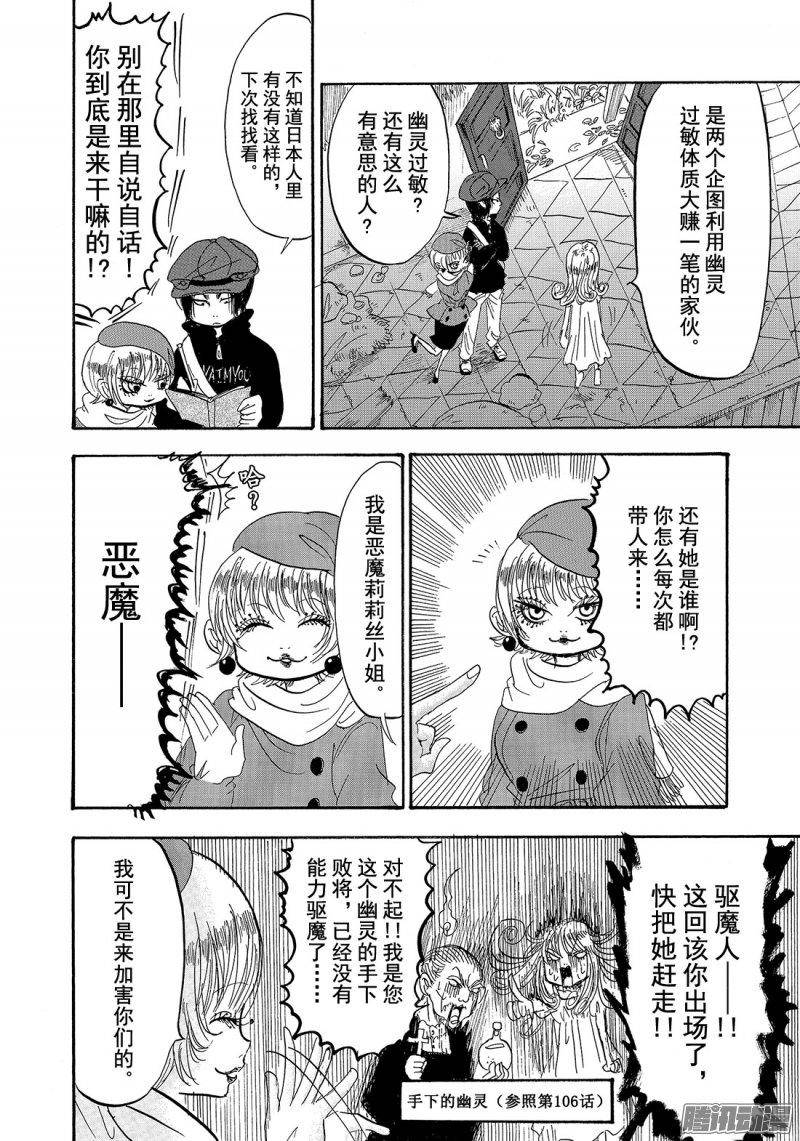 是两个企图利用幽灵
过敏体质大赚一笔的家伙。
幽灵过敏？
还有这么
有意思的人？
不知道日本人里
有没有这样的，
下次找找看。
别在那里自说自话！
你到底是来干嘛的!?
还有她是谁啊!?
你怎么每次都
带人来……
我是恶魔莉莉丝小姐。
哈？
恶魔——
驱魔人——!!
这回该你出场了，
快把她赶走!!
对不起!!我是您
这个幽灵的手下
败将，已经没有
能力驱魔了……
手下的幽灵（参照第106话）
我可不是来加害你们的。
腾讯动漫